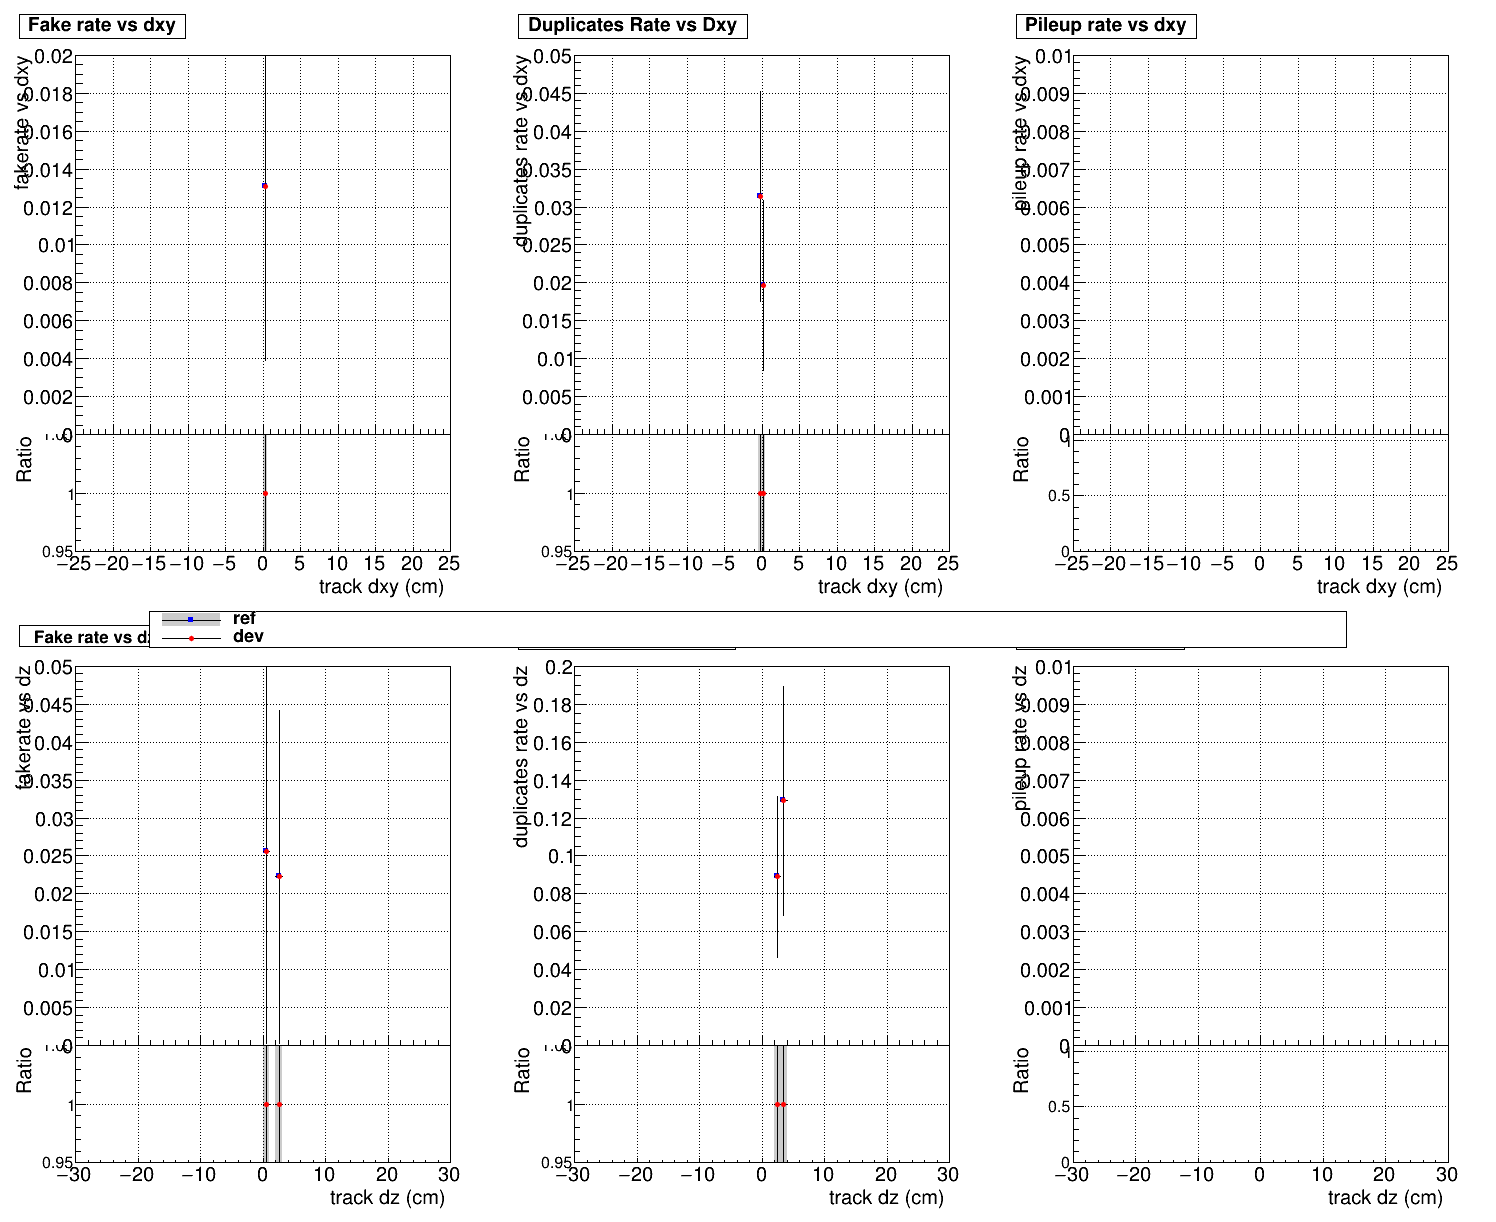 Fake rate vs dxy
fakerate vs dxy
0.02
0.018
0.016
0.014
0.012
0.01
0.008
0.006
0.004
0.002
0
Ratio
1
0.95
−25 −20 −15 −10 −5 0 5 10 15 20 25
track dxy (cm)
Duplicates Rate vs Dxy
duplicates rate vs dxy
0.05
0.045
0.04
0.035
0.03
0.025
0.02
0.015
0.01
0.005
0
Ratio
1
0.95
−25 −20 −15 −10 −5 0 5 10 15 20 25
track dxy (cm)
Pileup rate vs dxy
pileup rate vs dxy
0.01
0.009
0.008
0.007
0.006
0.005
0.004
0.003
0.002
0.001
0
Ratio
1
0.5
0
−25 −20 −15 −10 −5 0 5 10 15 20 25
track dxy (cm)
ref
dev
Fake rate vs
fakerate vs dz
0.05
0.045
0.04
0.035
0.03
0.025
0.02
0.015
0.01
0.005
0
Ratio
1
0.95
−30 −20 −10 0 10 20 30
track dz (cm)
duplicates rate vs dz
0.2
0.18
0.16
0.14
0.12
0.1
0.08
0.06
0.04
0.02
0
Ratio
1
0.95
−30 −20 −10 0 10 20 30
track dz (cm)
pileup rate vs dz
0.01
0.009
0.008
0.007
0.006
0.005
0.004
0.003
0.002
0.001
0
Ratio
1
0.5
0
−30 −20 −10 0 10 20 30
track dz (cm)